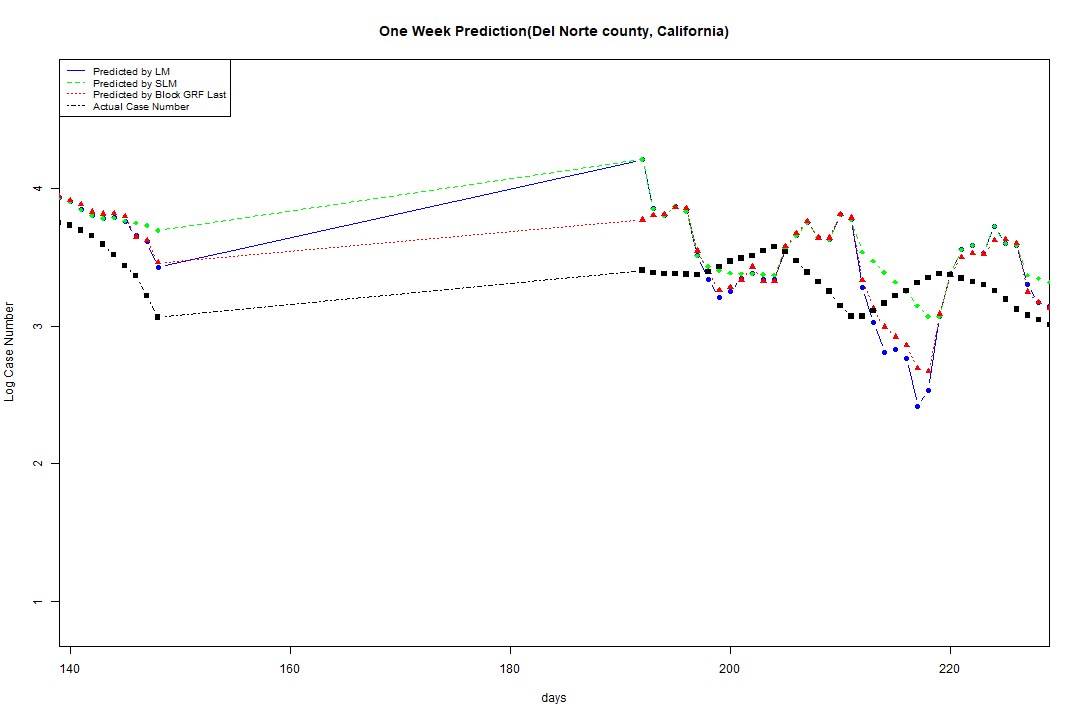 One Week Prediction(Del Norte county, California)
Predicted by LM
Predicted by SLM
Predicted by Block GRF Last
Actual Case Number
4
3
2
1
Log Case Number
140 160 180 200 220
days